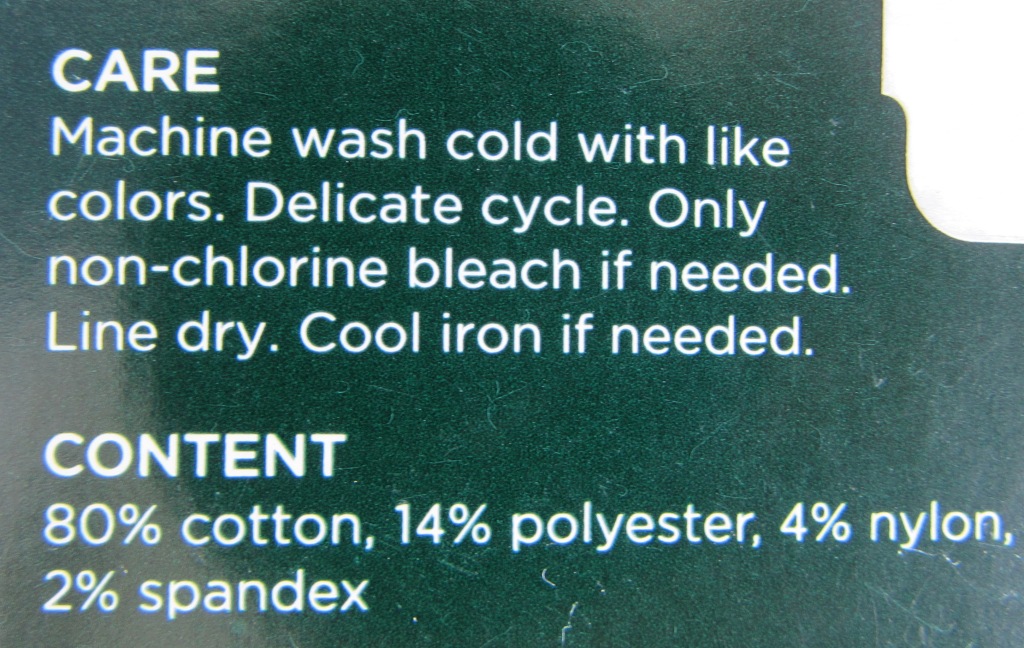 CARE
Machine wash cold with like
colors. Delicate cycle. Only
non-chlorine bleach if needed.
Line dry. Cool iron if needed.
CONTENT
80% cotton, 14% polyester, 4% nylon,
2% spandex